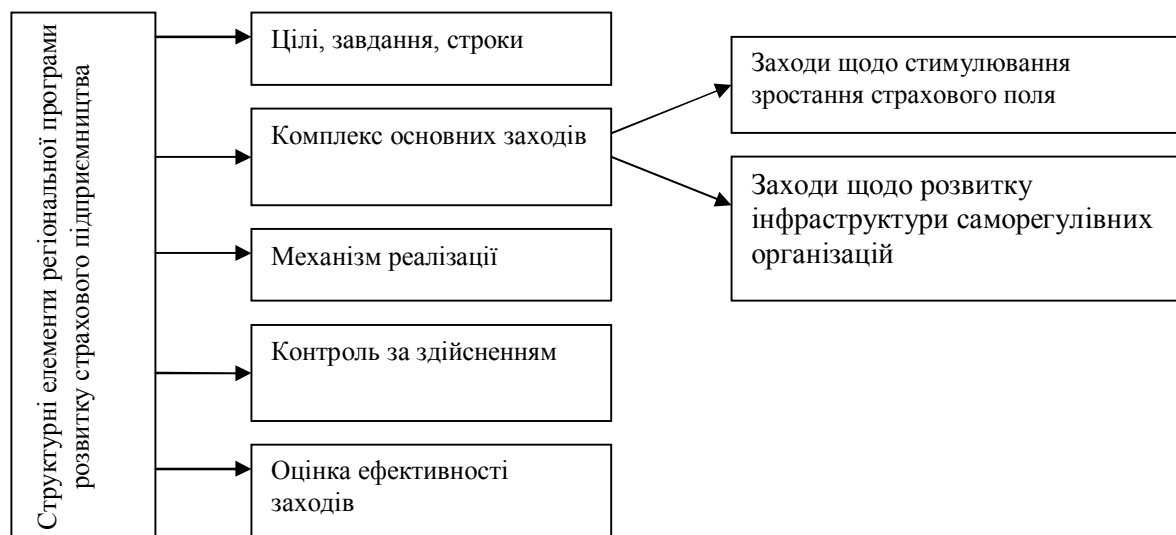 Структурні елементи регіональної програми
розвитку страхового підприємництва
Цілі, завдання, строки
Комплекс основних заходів
Механізм реалізації
Контроль за здійсненням
Оцінка ефективності
заходів
Заходи щодо стимулювання
зростання страхового поля
Заходи щодо розвитку
інфраструктури саморегулівних
організацій